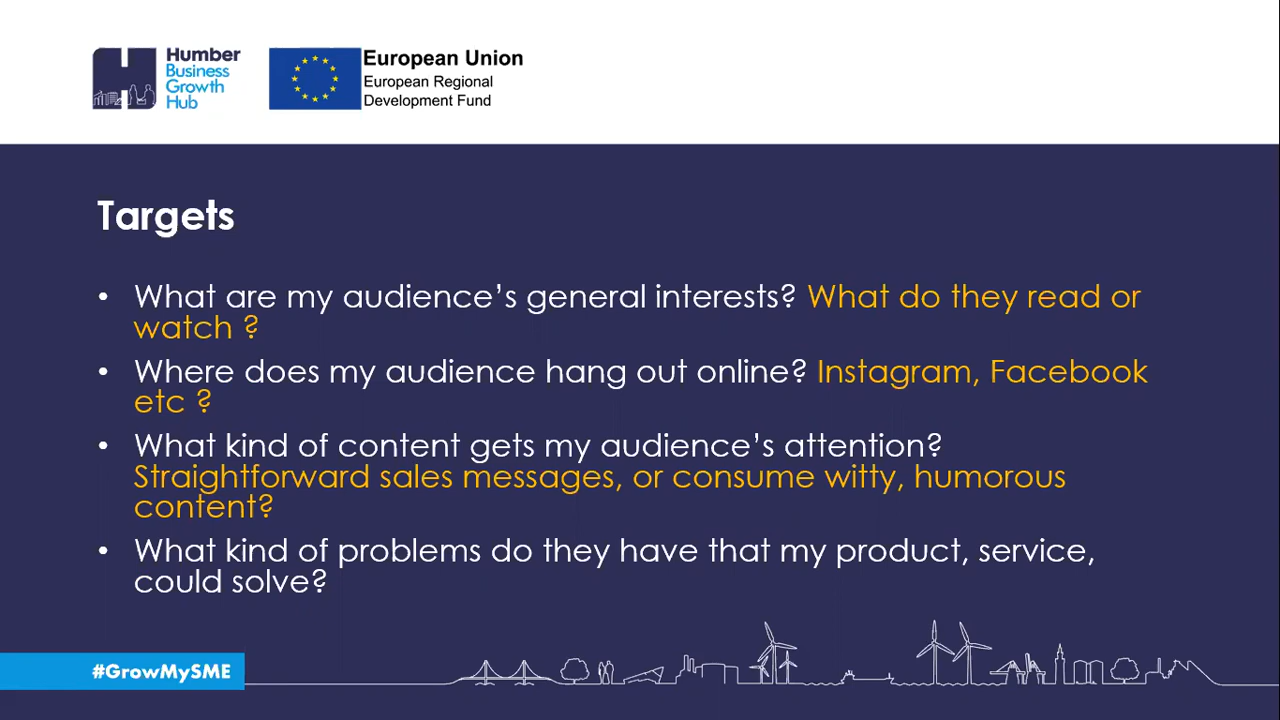 Humber
Business
Growth
Hub
European Union
European Regional
Development Fund
Targets
• What are my audience’s general interests? What do they read or
watch ?
• Where does my audience hang out online? Instagram, Facebook
etc ?
• What kind of content gets my audience’s attention?
Straightforward sales messages, or consume witty, humorous
content?
• What kind of problems do they have that my product, service,
could solve?
#GrowMySME